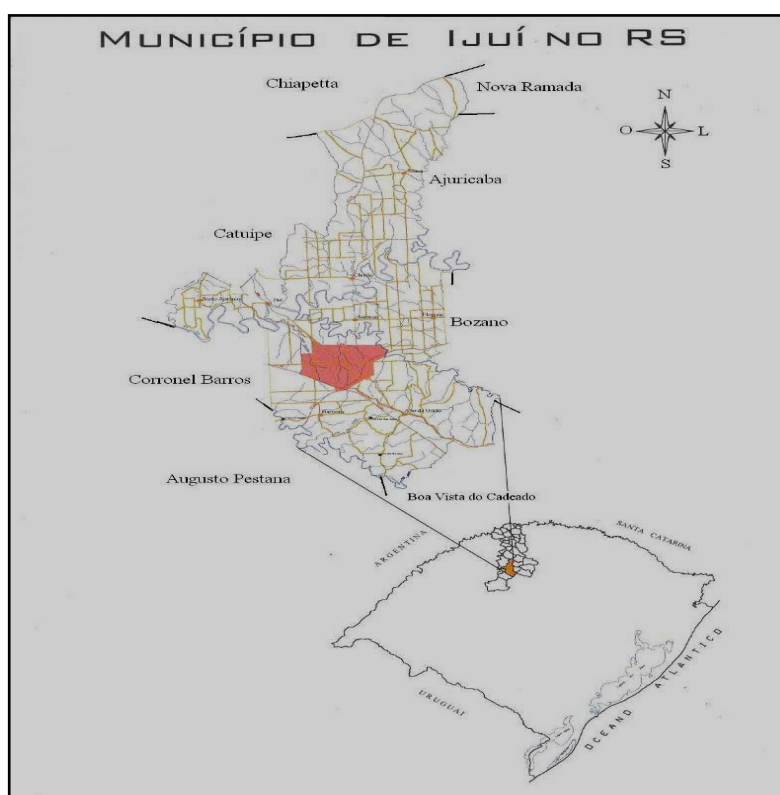 MUNICÍPIO DE IJUÍ NO RS
Chiapetta
Nova Ramada
N
O
L
S
Ajuricaba
Catuipe
Bozano
Corronel Barros
Augusto Pestana
Boa Vista do Cadeado
ARGENTINA
SANTA CATARINA
URUGUAI
OCEANO ATLANTICO